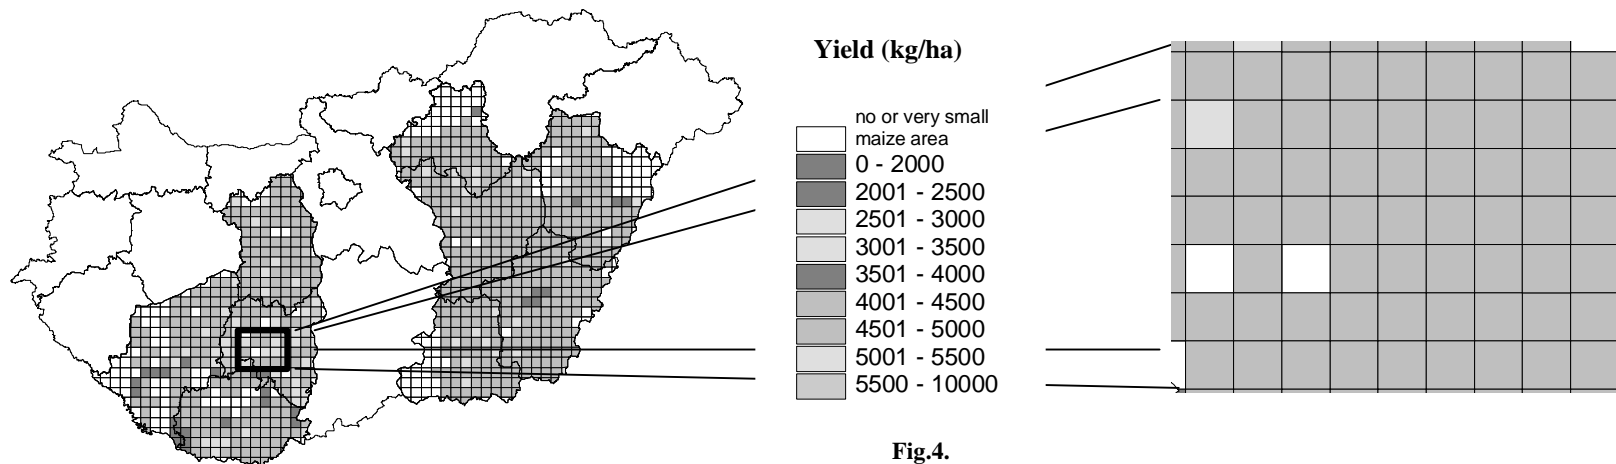 Yield (kg/ha)
no or very small
maize area
0 - 2000
2001 - 2500
2501 - 3000
3001 - 3500
3501 - 4000
4001 - 4500
4501 - 5000
5001 - 5500
5500 - 10000
Fig.4.